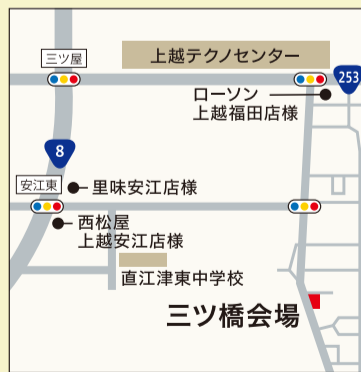 三ツ屋
上越テクノセンター
253
ローソン
上越福田店様
8
安江東
里味安江店様
西松屋
上越安江店様
直江津東中学校
三ツ橋会場